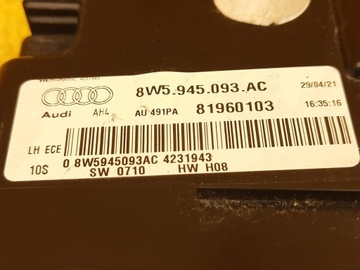 8W5.945.093.AC
29/04/21
Audi
AH4
AU 491PA
81960103
16:35:16
LH ECE
10S
0 8W5945093AC 4231943
SW 0710
HW H08